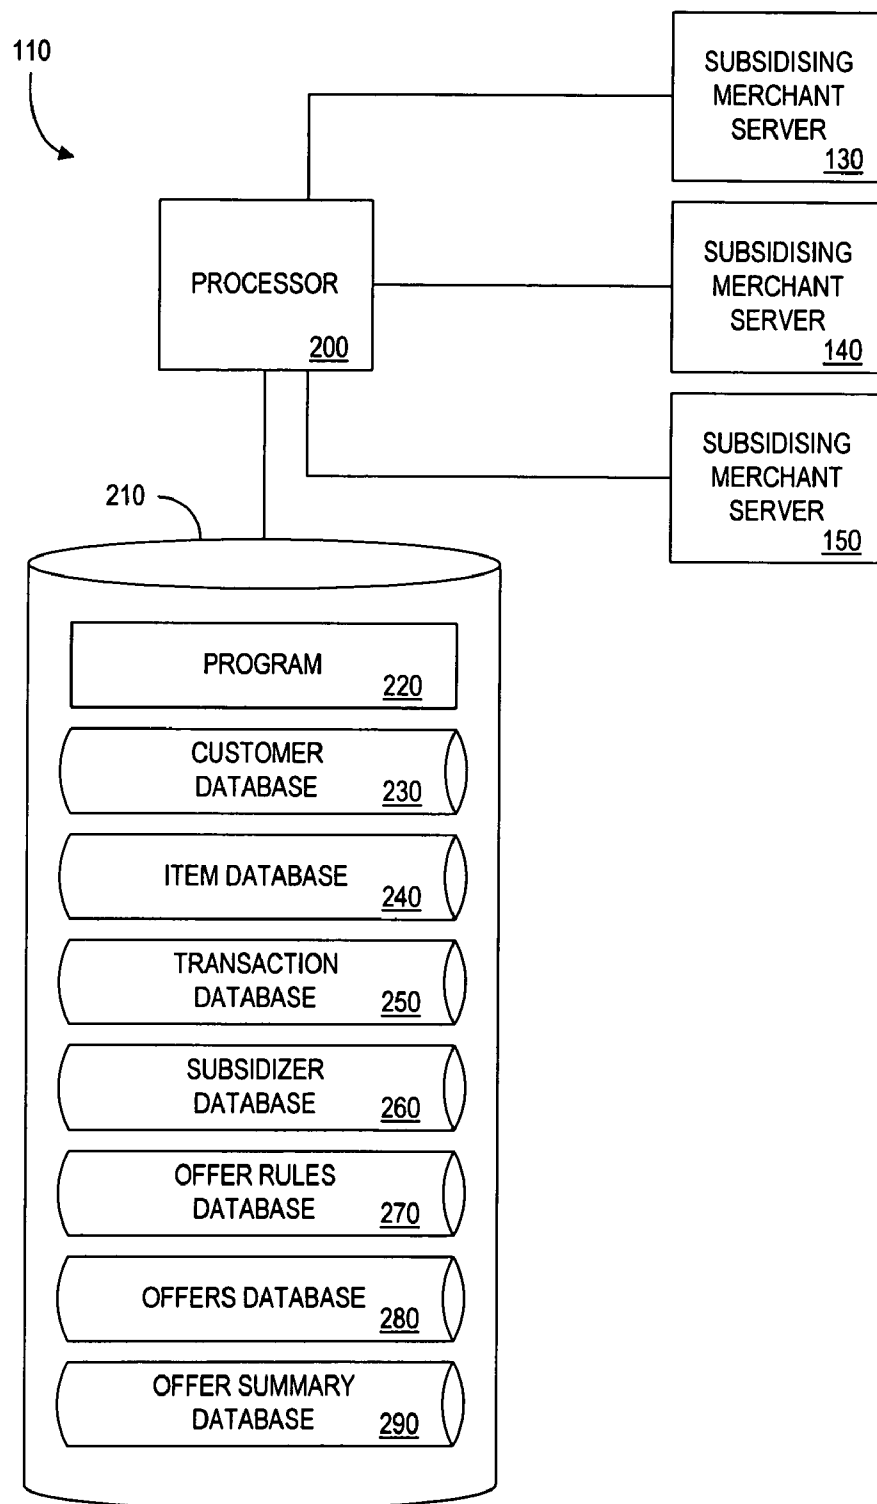 110
SUBSIDISING
MERCHANT
SERVER
130
PROCESSOR
200
SUBSIDISING
MERCHANT
SERVER
140
SUBSIDISING
MERCHANT
SERVER
150
210
PROGRAM
220
CUSTOMER
DATABASE
230
ITEM DATABASE
240
TRANSACTION
DATABASE
250
SUBSIDIZER
DATABASE
260
OFFER RULES
DATABASE
270
OFFERS DATABASE
280
OFFER SUMMARY
DATABASE
290